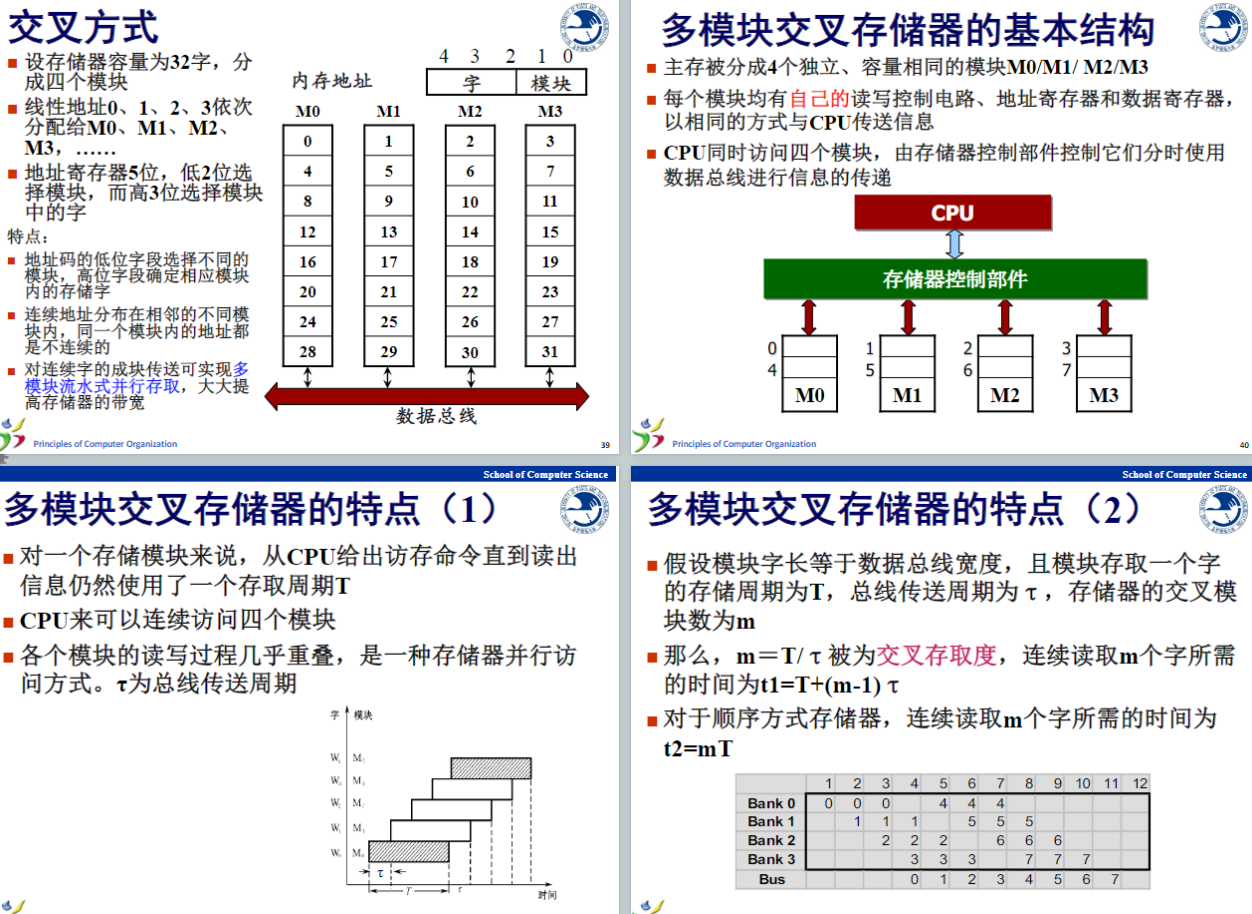 交叉方式
设存储器容量为32字，分
成四个模块
线性地址0、1、2、3依次
分配给M0、M1、M2、
M3，……
地址寄存器5位，低2位选
择模块，而高3位选择模块
中的字
特点：
地址码的低位字段选择不同的
模块，高位字段确定相应模块
内的存储字
连续地址分布在相邻的不同模
块内，同一个模块内的地址都
是不连续的
对连续字的成块传送可实现多
模块流水式并行存取，大大提
高存储器的带宽
4 3 2 1 0
内存地址 字 模块
M0 M1 M2 M3
0 1 2 3
4 5 6 7
8 9 10 11
12 13 14 15
16 17 18 19
20 21 22 23
24 25 26 27
28 29 30 31
数据总线
Principles of Computer Organization
39
多模块交叉存储器的基本结构
主存被分成4个独立、容量相同的模块M0/M1/ M2/M3
每个模块均有自己的读写控制电路、地址寄存器和数据寄存器，
以相同的方式与CPU传送信息
CPU同时访问四个模块，由存储器控制部件控制它们分时使用
数据总线进行信息的传递
CPU
存储器控制部件
0 1 2 3
4 5 6 7
M0 M1 M2 M3
Principles of Computer Organization
40
School of Computer Science
多模块交叉存储器的特点（1）
对一个存储模块来说，从CPU给出访存命令直到读出
信息仍然使用了一个存取周期T
CPU来可以连续访问四个模块
各个模块的读写过程几乎重叠，是一种存储器并行访
问方式。τ为总线传送周期
字 模块
W₃ M₃
W₂ M₂
W₁ M₁
W₀ M₀
τ
T τ
时间
School of Computer Science
多模块交叉存储器的特点（2）
假设模块字长等于数据总线宽度，且模块存取一个字
的存储周期为T，总线传送周期为τ，存储器的交叉模
块数为m
那么，m＝T/τ被为交叉存取度，连续读取m个字所需
的时间为t1=T+(m-1)τ
对于顺序方式存储器，连续读取m个字所需的时间为
t2=mT
1 2 3 4 5 6 7 8 9 10 11 12
Bank 0 0 0 0 4 4 4
Bank 1 1 1 1 5 5 5
Bank 2 2 2 2 6 6 6
Bank 3 3 3 3 7 7 7
Bus 0 1 2 3 4 5 6 7